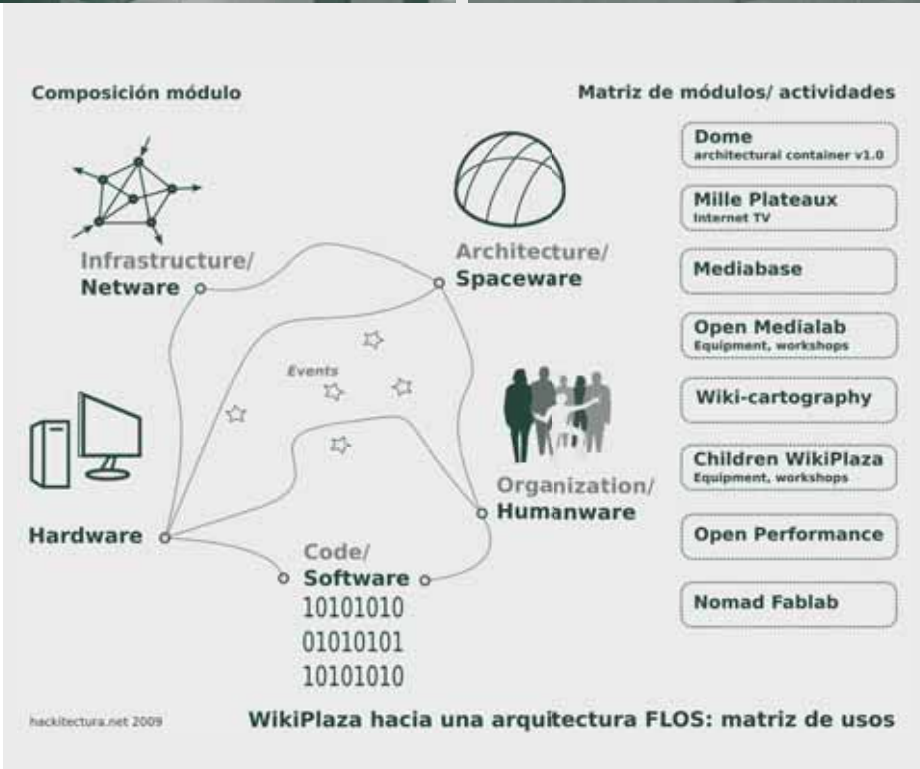 Composición módulo
Matriz de módulos/ actividades
Infrastructure/
Netware
Architecture/
Spaceware
Events
Hardware
Organization/
Humanware
Code/
Software
10101010
01010101
10101010
Dome
architectural container v1.0
Mille Plateaux
Internet TV
Mediabase
Open Medialab
Equipment, workshops
Wiki-cartography
Children WikiPlaza
Equipment, workshops
Open Performance
Nomad Fablab
hackitectura.net 2009
WikiPlaza hacia una arquitectura FLOS: matriz de usos